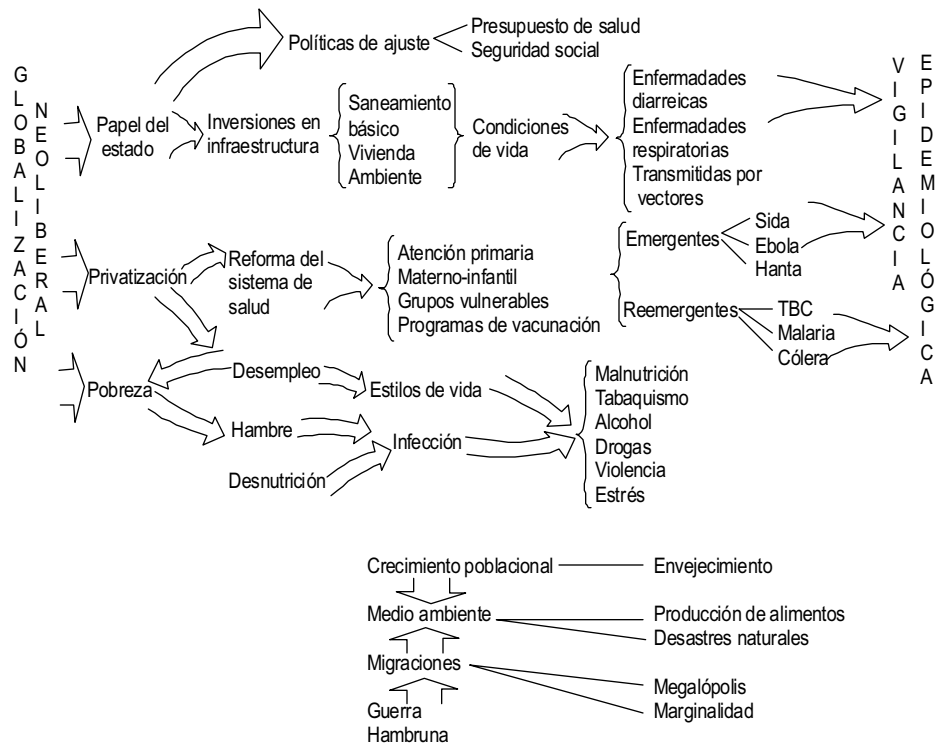 GLOBALIZACIÓN
NEOLIBERAL
Papel del
estado
Políticas de ajuste
Presupuesto de salud
Seguridad social
Inversiones en
infraestructura
Saneamiento
básico
Vivienda
Ambiente
Condiciones
de vida
Enfermadades
diarreicas
Enfermadades
respiratorias
Transmitidas por
vectores
Privatización
Reforma del
sistema de
salud
Atención primaria
Materno-infantil
Grupos vulnerables
Programas de vacunación
Emergentes
Sida
Ebola
Hanta
Reemergentes
TBC
Malaria
Cólera
Pobreza
Desempleo
Estilos de vida
Hambre
Infección
Desnutrición
Malnutrición
Tabaquismo
Alcohol
Drogas
Violencia
Estrés
VIGILANCIA
EPIDEMIOLÓGICA
Crecimiento poblacional
Envejecimiento
Medio ambiente
Producción de alimentos
Desastres naturales
Migraciones
Megalópolis
Marginalidad
Guerra
Hambruna